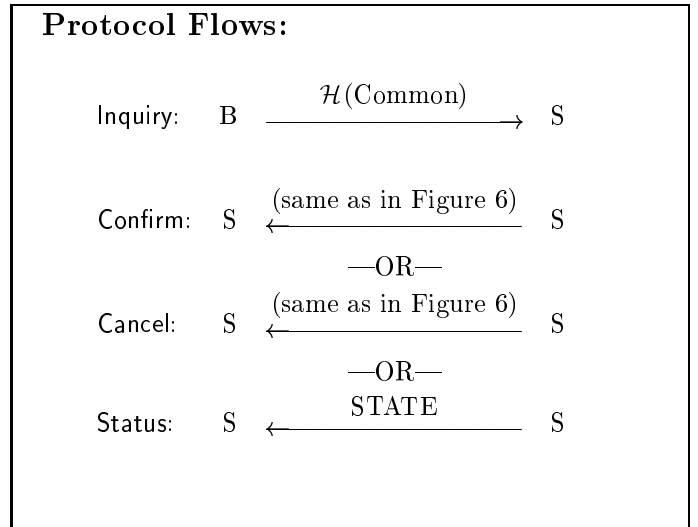 Protocol Flows:
ℋ(Common)
Inquiry: B S
(same as in Figure 6)
Confirm: S S
—OR—
(same as in Figure 6)
Cancel: S S
—OR—
STATE
Status: S S